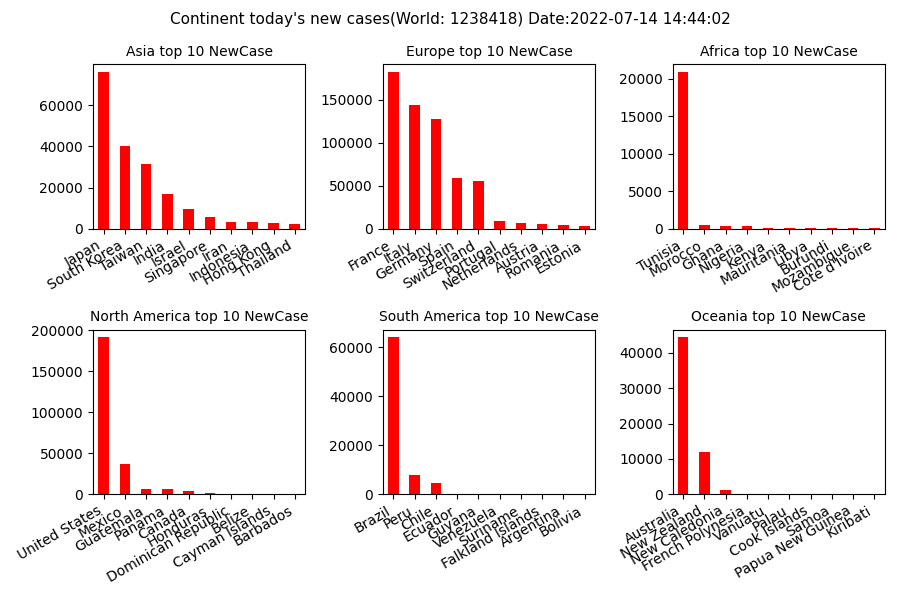 Continent today's new cases(World: 1238418) Date:2022-07-14 14:44:02
Asia top 10 NewCase
60000
40000
20000
0
Japan
South Korea
Taiwan
India
Israel
Singapore
Iran
Indonesia
Hong Kong
Thailand
Europe top 10 NewCase
150000
100000
50000
0
France
Italy
Germany
Spain
Switzerland
Portugal
Netherlands
Austria
Romania
Estonia
Africa top 10 NewCase
20000
15000
10000
5000
0
Tunisia
Morocco
Ghana
Nigeria
Kenya
Mauritania
Libya
Burundi
Mozambique
Cote d'Ivoire
North America top 10 NewCase
200000
150000
100000
50000
0
United States
Mexico
Guatemala
Panama
Canada
Honduras
Dominican Republic
Belize
Cayman Islands
Barbados
South America top 10 NewCase
60000
40000
20000
0
Brazil
Peru
Chile
Ecuador
Guyana
Venezuela
Suriname
Falkland Islands
Argentina
Bolivia
Oceania top 10 NewCase
40000
30000
20000
10000
0
Australia
New Zealand
New Caledonia
French Polynesia
Vanuatu
Palau
Cook Islands
Samoa
Papua New Guinea
Kiribati